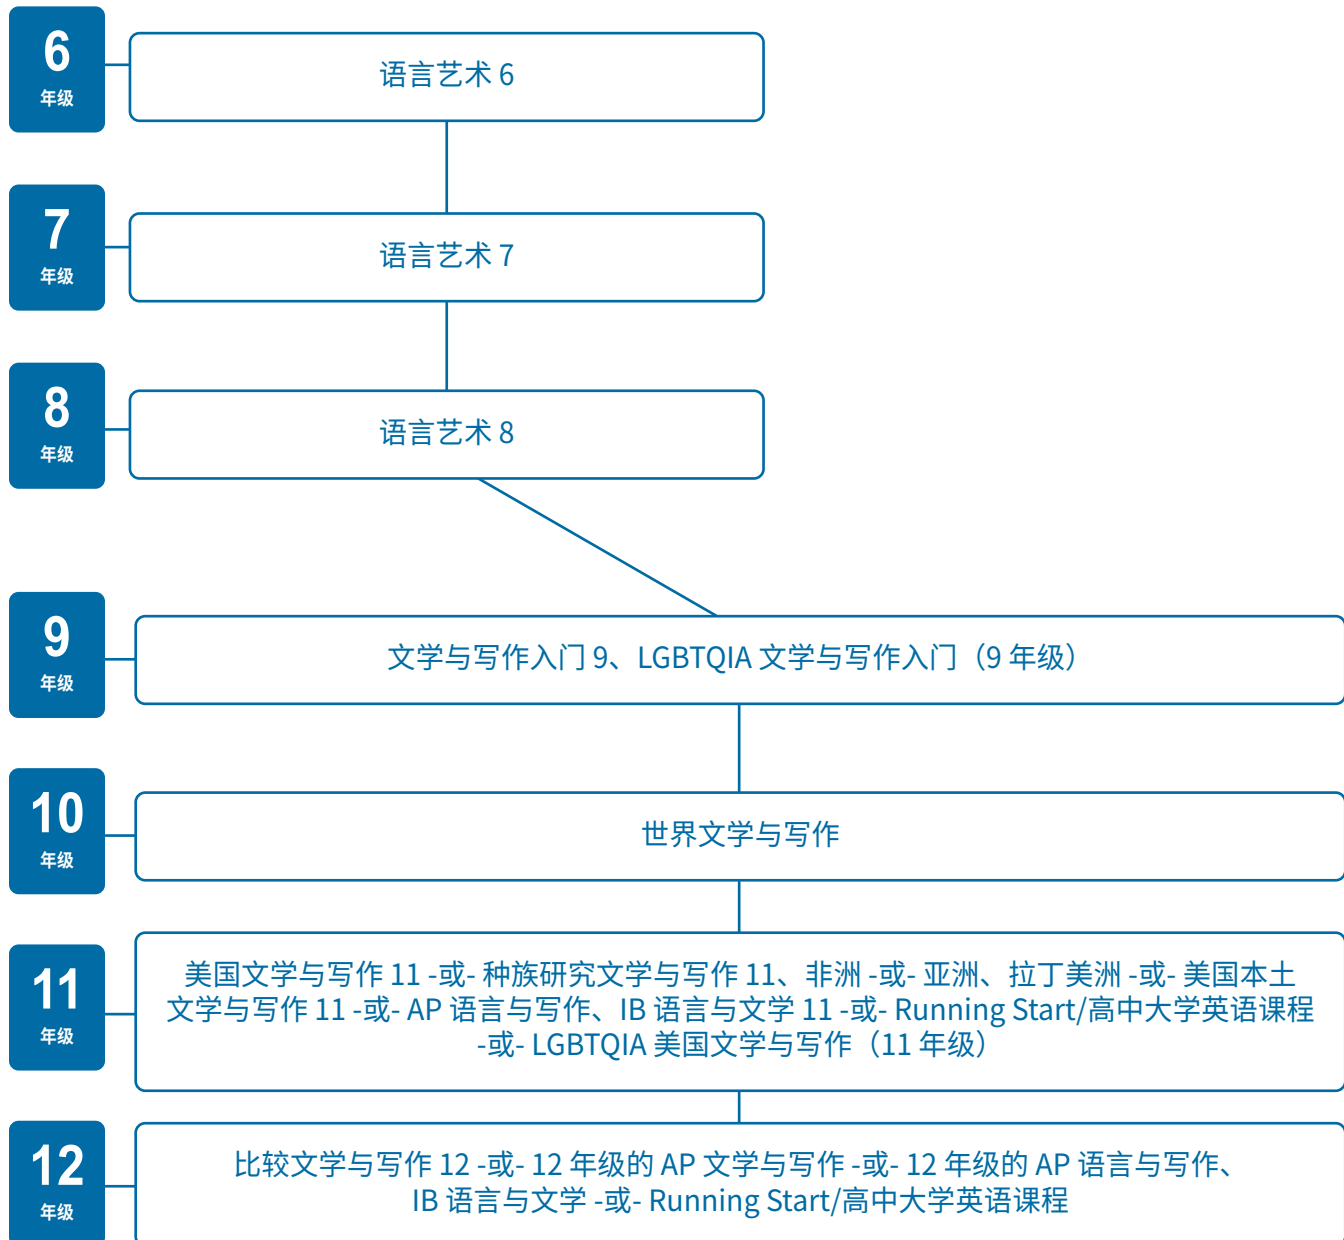 6
年级
语言艺术 6
7
年级
语言艺术 7
8
年级
语言艺术 8
9
年级
文学与写作入门 9、LGBTQIA 文学与写作入门（9 年级）
10
年级
世界文学与写作
11
年级
美国文学与写作 11 -或- 种族研究文学与写作 11、非洲 -或- 亚洲、拉丁美洲 -或- 美国本土
文学与写作 11 -或- AP 语言与写作、IB 语言与文学 11 -或- Running Start/高中大学英语课程
-或- LGBTQIA 美国文学与写作（11 年级）
12
年级
比较文学与写作 12 -或- 12 年级的 AP 文学与写作 -或- 12 年级的 AP 语言与写作、
IB 语言与文学 -或- Running Start/高中大学英语课程